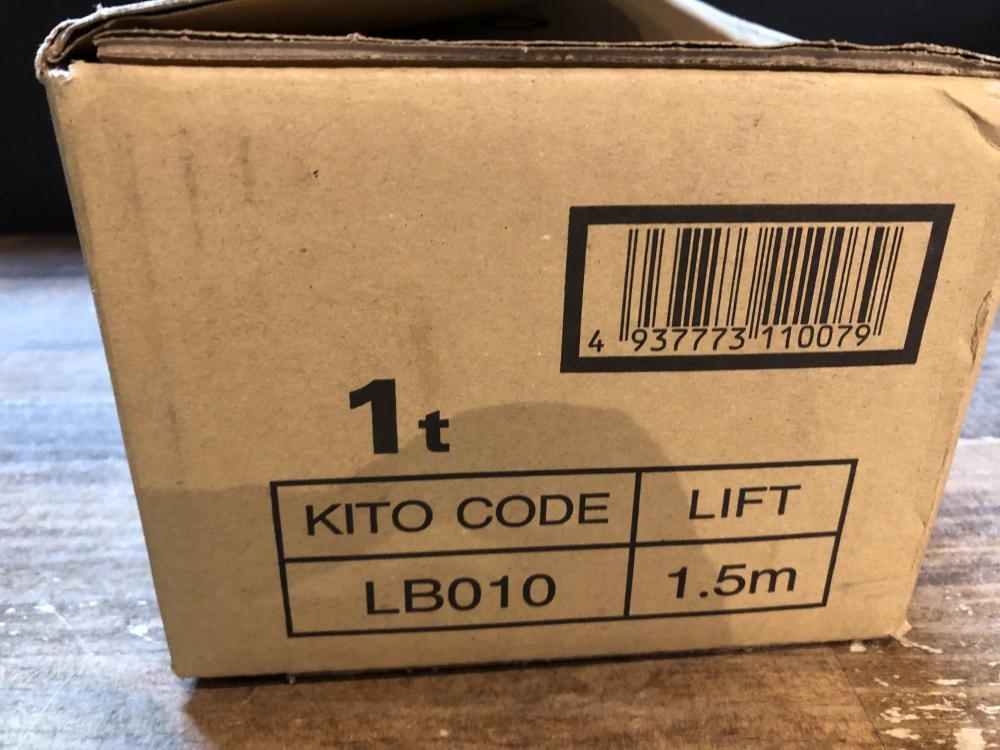 4 937773 110079
1t
KITO CODE LIFT
LB010 1.5m